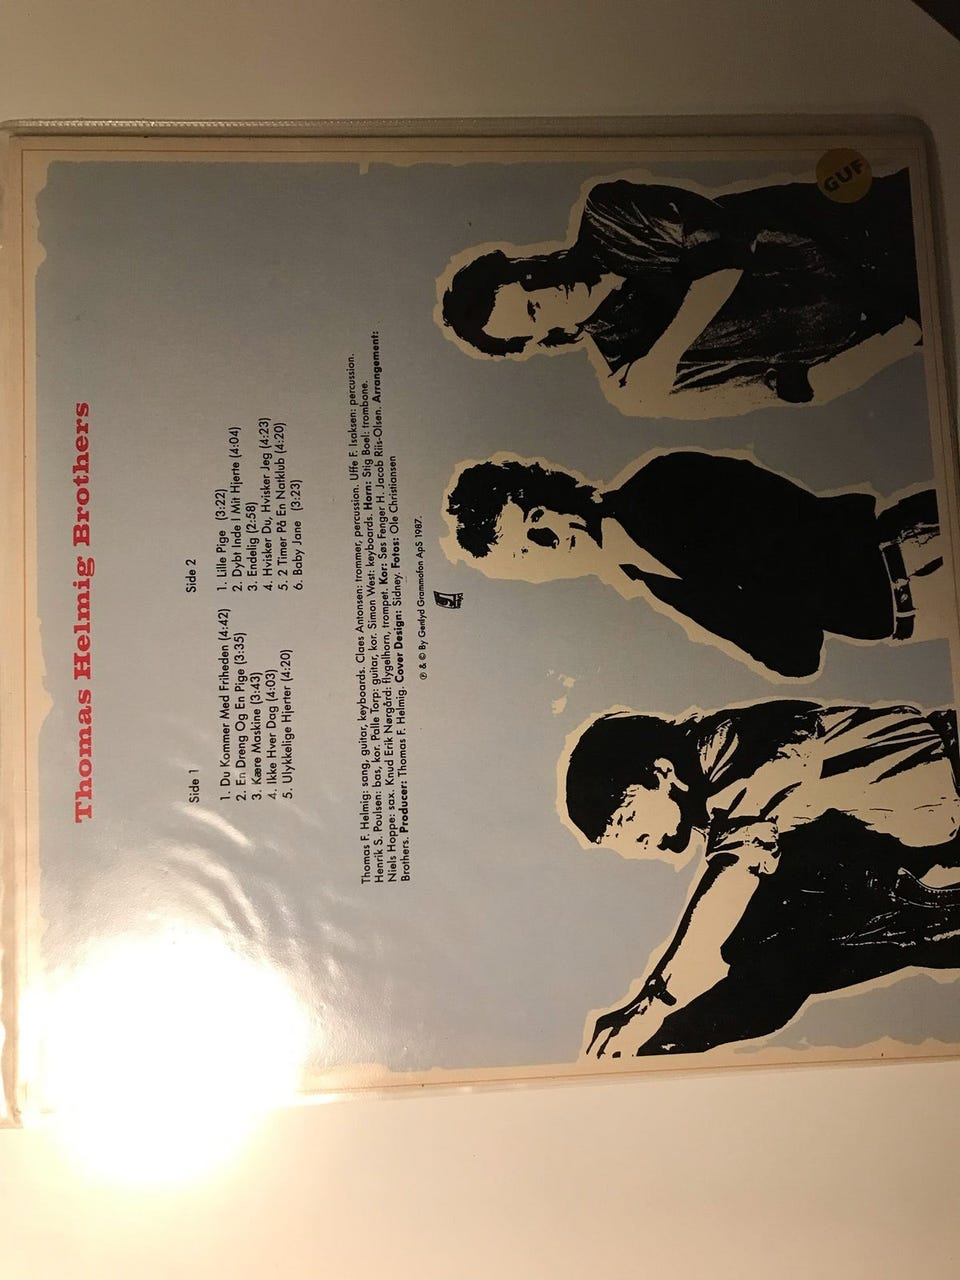 Thomas Helmig Brothers
Side 1
1. Du Kommer Med Friheden (4:42)
2. En Dreng Og En Pige (3:35)
3. Kære Maskine (3:43)
4. Ikke Hver Dag (4:03)
5. Ulykkelige Hjerter (4:20)
Side 2
1. Lille Pige (3:22)
2. Dybt Inde I Mit Hjerte (4:04)
3. Endelig (2:58)
4. Hvisker Du, Hvisker Jeg (4:23)
5. 2 Timer På En Natklub (4:20)
6. Baby Jane (3:23)
Thomas F. Helmig: sang, guitar, keyboards. Claes Antonsen: trommer, percussion. Uffe F. Isaksen: percussion.
Henrik S. Poulsen: bas, kor. Palle Torp: guitar, kor. Simon West: keyboards. Horn: Stig Boel: trombone.
Niels Hoppe: sax. Knud Erik Nørgård: flygelhorn, trompet. Kor: Søs Fenger H. Jacob Riis-Olsen. Arrangement:
Brothers. Producer: Thomas F. Helmig. Cover Design: Sidney. Fotos: Ole Christiansen
℗ & © By Genlyd Grammofon ApS 1987.
GUF